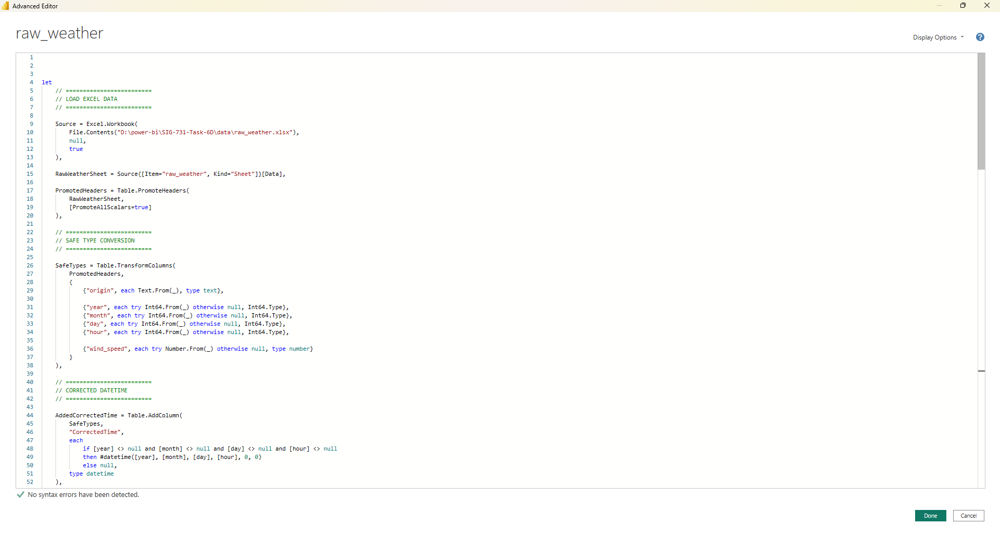 Advanced Editor
raw_weather
Display Options
?
1
2
3
4 let
5 // =========================
6 // LOAD EXCEL DATA
7 // =========================
8
9 Source = Excel.Workbook(
10 File.Contents("D:\power-bi\SIG-731-Task-6D\data\raw_weather.xlsx"),
11 null,
12 true
13 ),
14
15 RawWeatherSheet = Source{[Item="raw_weather", Kind="Sheet"]}[Data],
16
17 PromotedHeaders = Table.PromoteHeaders(
18 RawWeatherSheet,
19 [PromoteAllScalars=true]
20 ),
21
22 // =========================
23 // SAFE TYPE CONVERSION
24 // =========================
25
26 SafeTypes = Table.TransformColumns(
27 PromotedHeaders,
28 {
29 {"origin", each Text.From(_), type text},
30
31 {"year", each try Int64.From(_) otherwise null, Int64.Type},
32 {"month", each try Int64.From(_) otherwise null, Int64.Type},
33 {"day", each try Int64.From(_) otherwise null, Int64.Type},
34 {"hour", each try Int64.From(_) otherwise null, Int64.Type},
35
36 {"wind_speed", each try Number.From(_) otherwise null, type number}
37 }
38 ),
39
40 // =========================
41 // CORRECTED DATETIME
42 // =========================
43
44 AddedCorrectedTime = Table.AddColumn(
45 SafeTypes,
46 "CorrectedTime",
47 each
48 if [year] <> null and [month] <> null and [day] <> null and [hour] <> null
49 then #datetime([year], [month], [day], [hour], 0, 0)
50 else null,
51 type datetime
52 ),
No syntax errors have been detected.
Done
Cancel